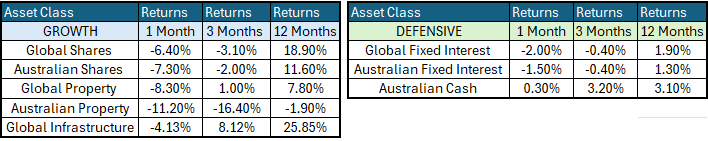 Asset Class Returns Returns Returns
GROWTH 1 Month 3 Months 12 Months
Global Shares -6.40% -3.10% 18.90%
Australian Shares -7.30% -2.00% 11.60%
Global Property -8.30% 1.00% 7.80%
Australian Property -11.20% -16.40% -1.90%
Global Infrastructure -4.13% 8.12% 25.85%
Asset Class Returns Returns Returns
DEFENSIVE 1 Month 3 Months 12 Months
Global Fixed Interest -2.00% -0.40% 1.90%
Australian Fixed Interest -1.50% -0.40% 1.30%
Australian Cash 0.30% 3.20% 3.10%